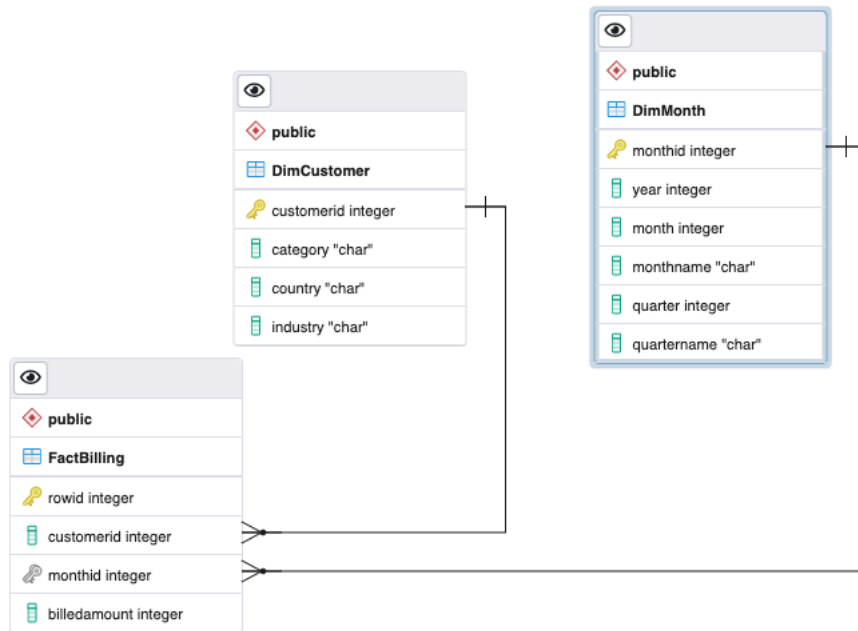 public
DimMonth
monthid integer
year integer
month integer
monthname "char"
quarter integer
quartername "char"
public
DimCustomer
customerid integer
category "char"
country "char"
industry "char"
public
FactBilling
rowid integer
customerid integer
monthid integer
billedamount integer